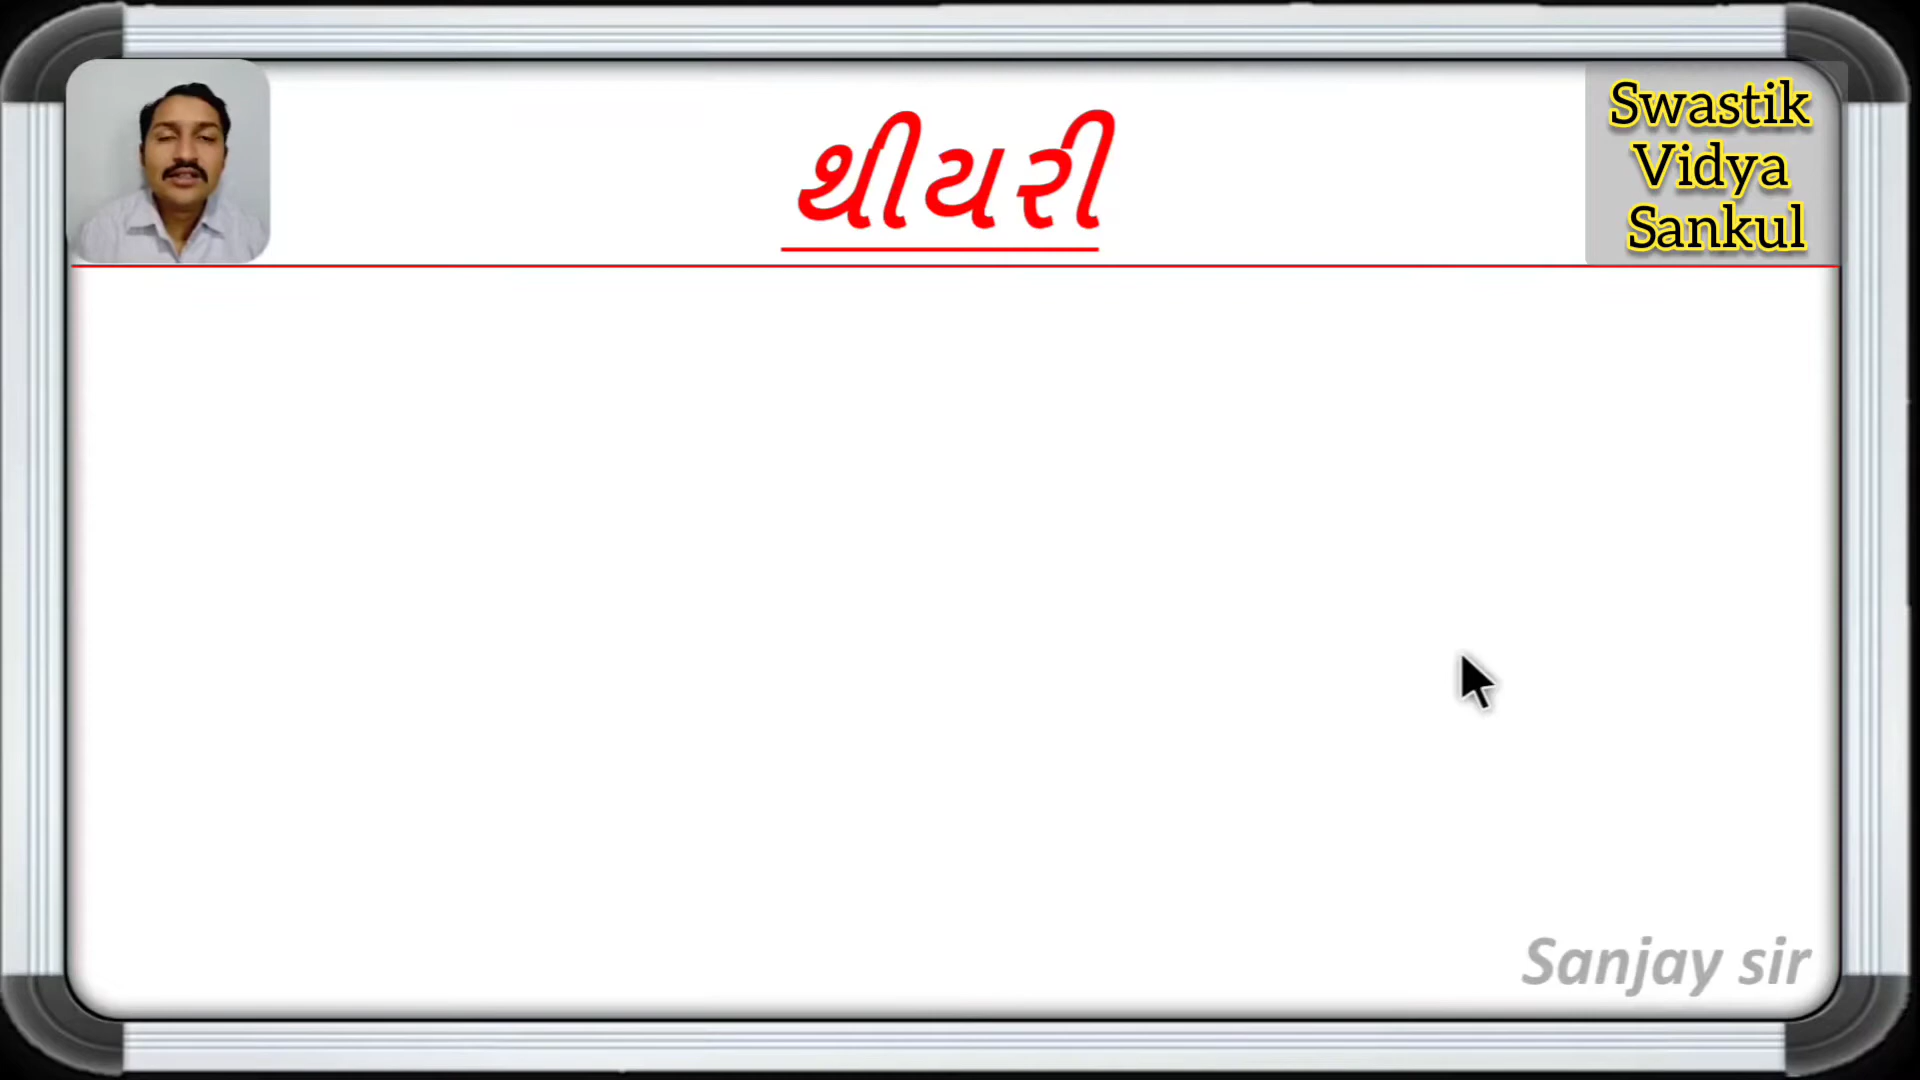 થીયરી
Swastik
Vidya
Sankul
Sanjay sir